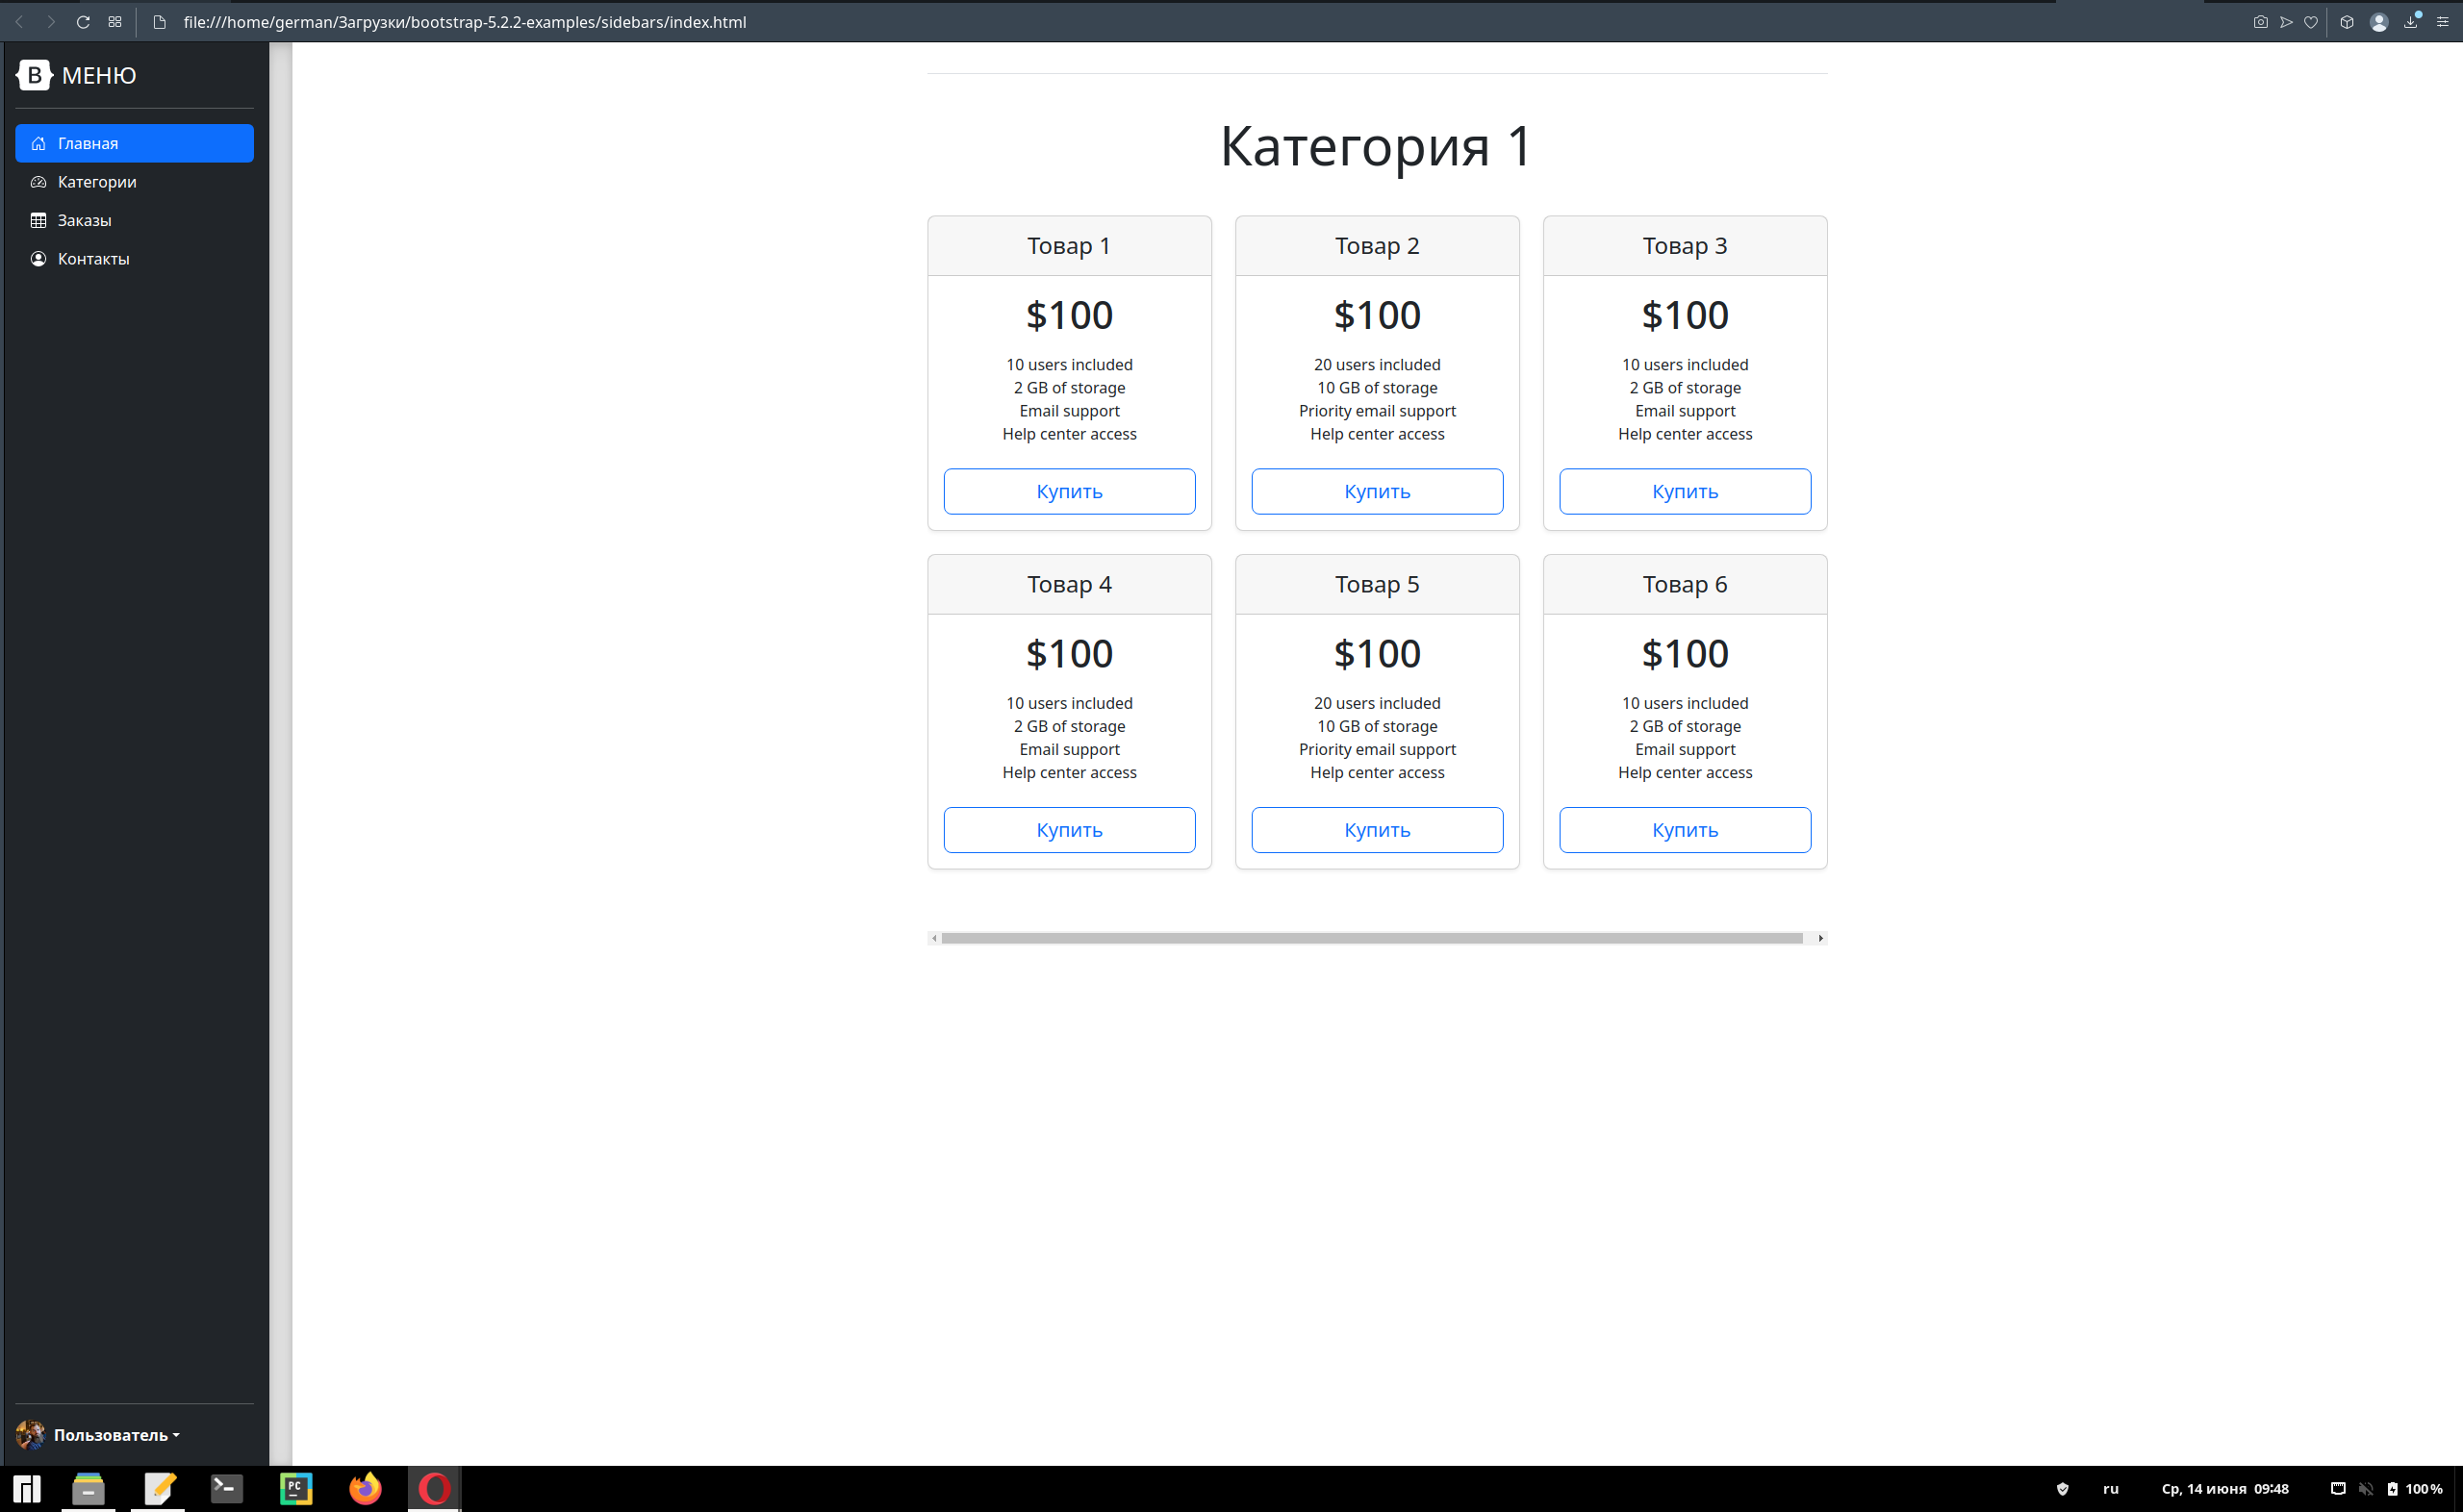 file:///home/german/Загрузки/bootstrap-5.2.2-examples/sidebars/index.html
B МЕНЮ
Главная
Категории
Заказы
Контакты
Категория 1
Товар 1 Товар 2 Товар 3
$100 $100 $100
10 users included 20 users included 10 users included
2 GB of storage 10 GB of storage 2 GB of storage
Email support Priority email support Email support
Help center access Help center access Help center access
Купить Купить Купить
Товар 4 Товар 5 Товар 6
$100 $100 $100
10 users included 20 users included 10 users included
2 GB of storage 10 GB of storage 2 GB of storage
Email support Priority email support Email support
Help center access Help center access Help center access
Купить Купить Купить
Пользователь
PC ru Ср, 14 июня 09:48 100%